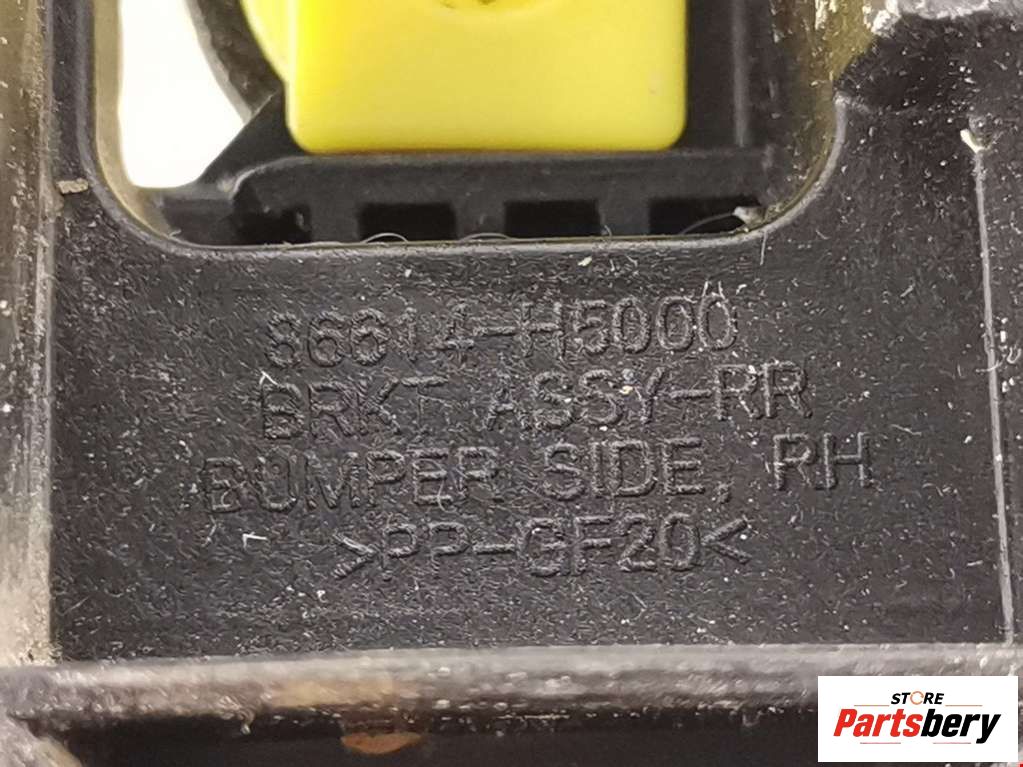 86614-H5000
BRKT ASSY-RR
BUMPER SIDE, RH
>PP-GF20<
STORE
Partsbery